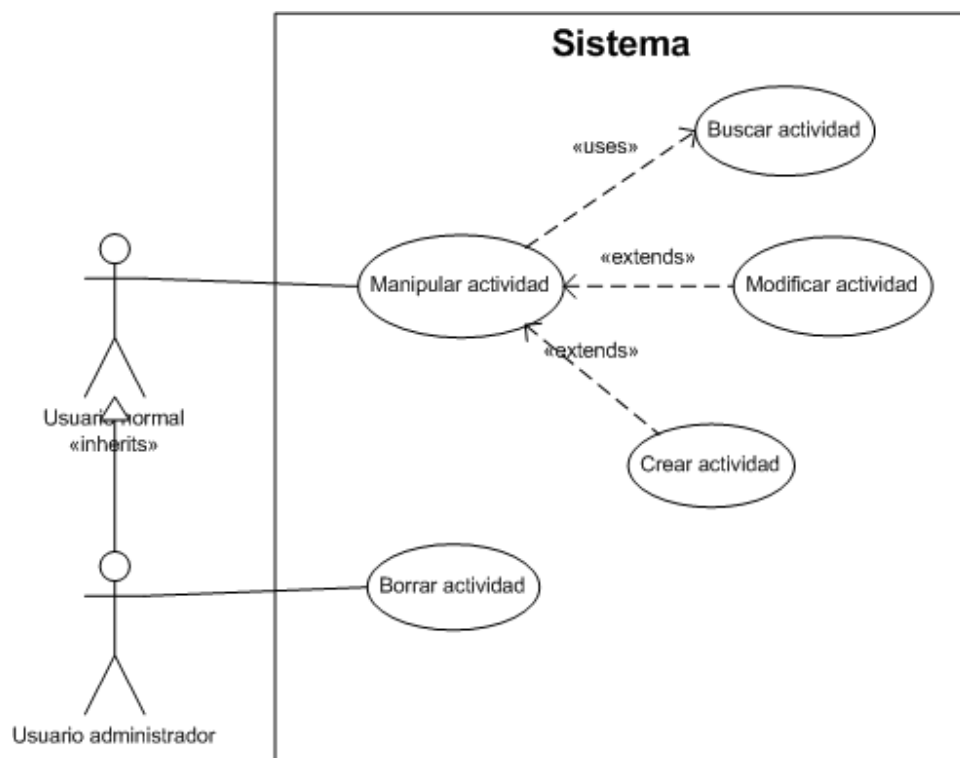 Sistema
Buscar actividad
«uses»
«extends»
Manipular actividad
Modificar actividad
«extends»
Usuario normal
«inherits»
Crear actividad
Borrar actividad
Usuario administrador